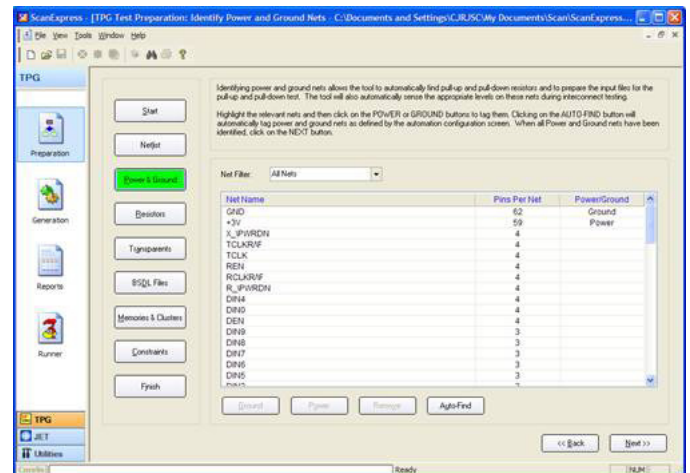 ScanExpress - [TPG Test Preparation: Identify Power and Ground Nets - C:\Documents and Settings\CJRJSC\My Documents\Scan\ScanExpress...
File View Tools Window Help
TPG
Preparation
Generation
Reports
Runner
TPG
JET
Utilities
Start
Netlist
Power & Ground
Resistors
Transparents
BSDL Files
Memories & Clusters
Constraints
Finish
Identifying power and ground nets allows the tool to automatically find pull-up and pull-down resistors and to prepare the input files for the
pull-up and pull-down test. The tool will also automatically sense the appropriate levels on these nets during interconnect testing.
Highlight the relevant nets and then click on the POWER or GROUND buttons to tag them. Clicking on the AUTO-FIND button will
automatically tag power and ground nets as defined by the automation configuration screen. When all Power and Ground nets have been
identified, click on the NEXT button.
Net Filter: All Nets
Net Name Pins Per Net Power/Ground
GND 62 Ground
+3V 59 Power
X_\PWRDN 4
TCLKR/\F 4
TCLK 4
REN 4
RCLKR/\F 4
R_\PWRDN 4
DIN4 4
DIN0 4
DEN 4
DIN9 3
DIN8 3
DIN7 3
DIN6 3
DIN5 3
Ground Power Remove Auto-Find
<< Back Next >>
Ready NUM